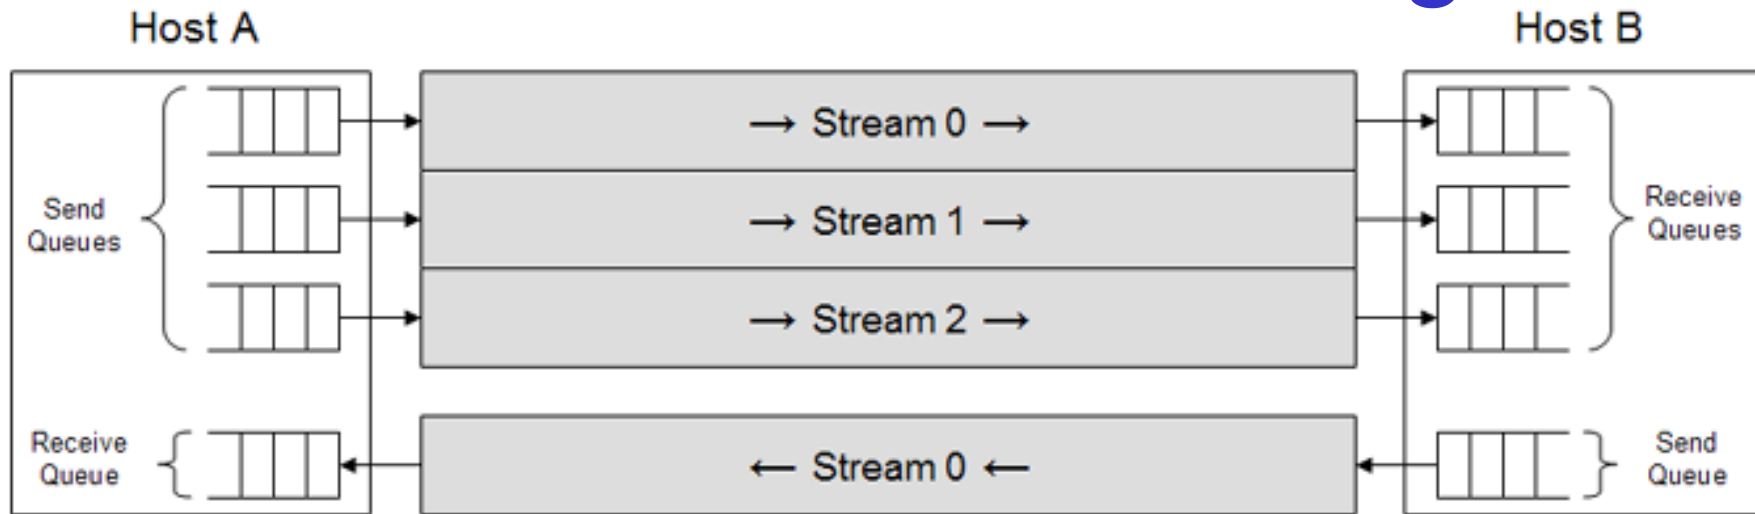 Host A
Host B
Send
Queues
→ Stream 0 →
→ Stream 1 →
→ Stream 2 →
Receive
Queues
Receive
Queue
← Stream 0 ←
Send
Queue